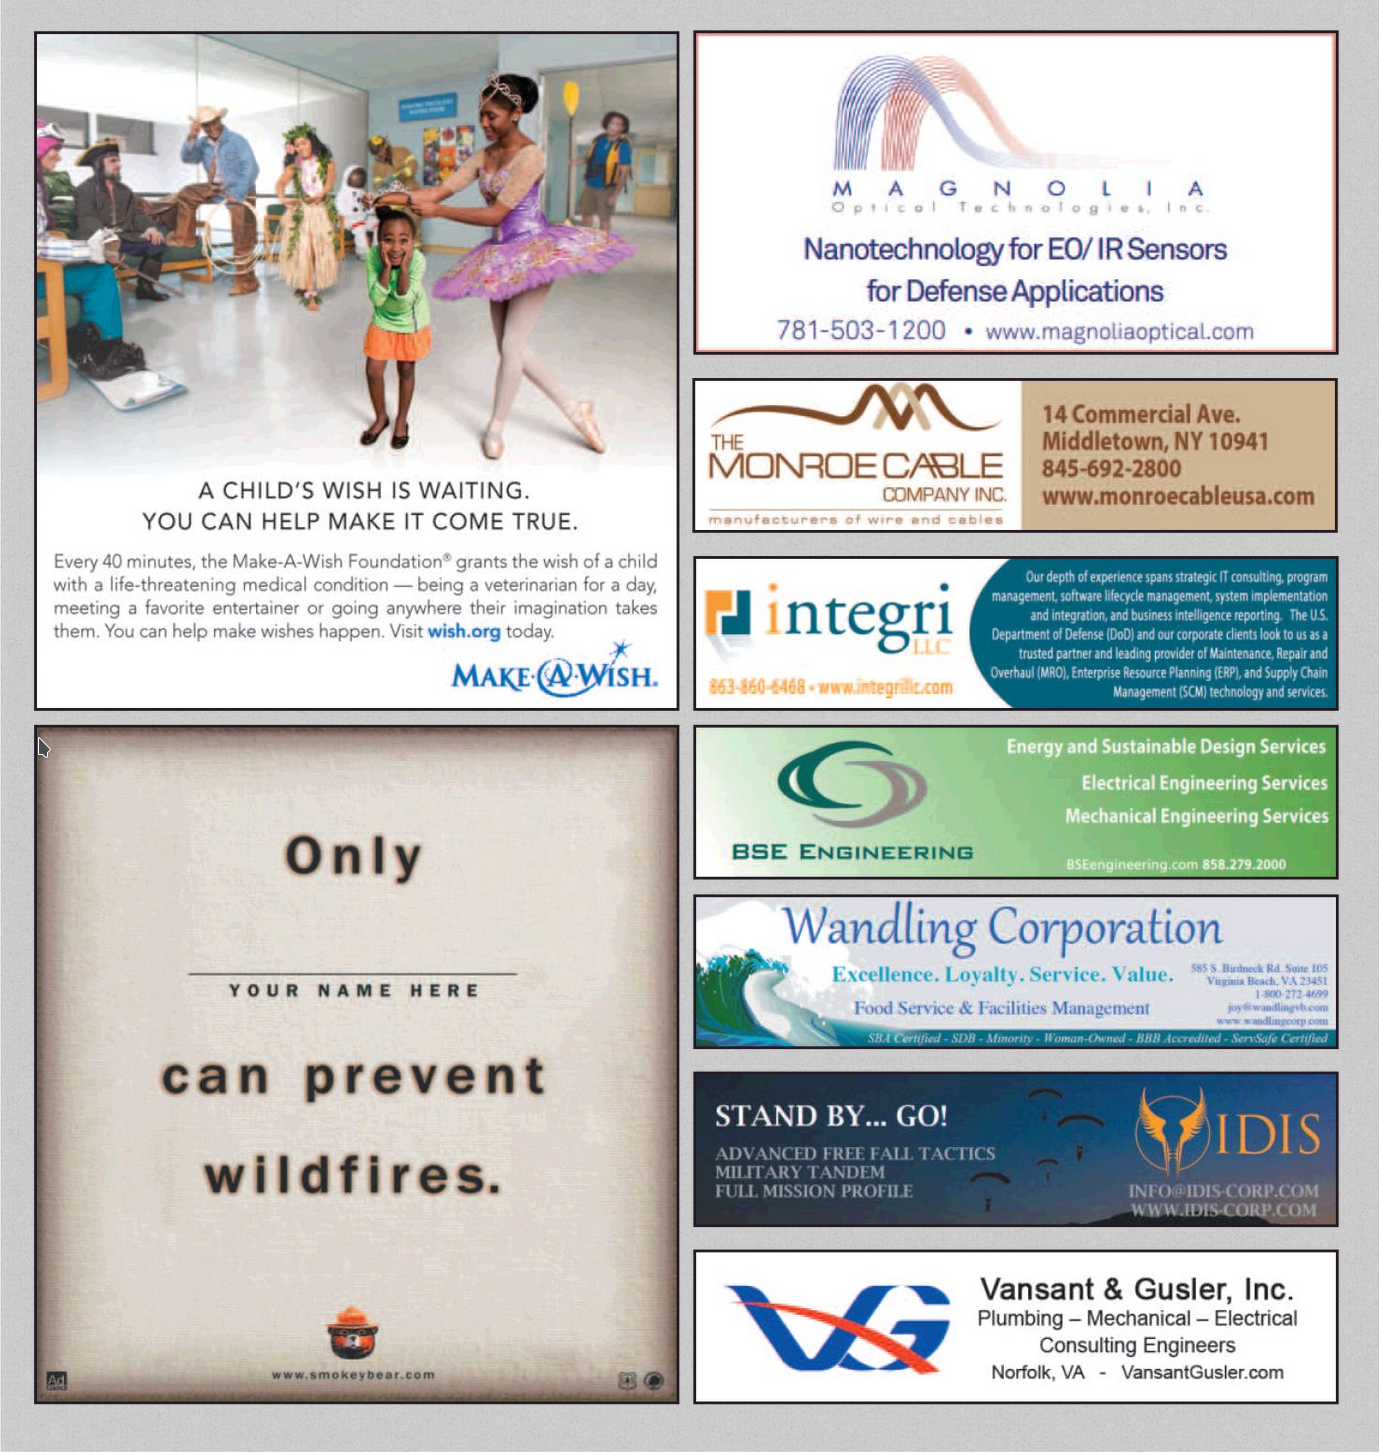 A CHILD'S WISH IS WAITING.
YOU CAN HELP MAKE IT COME TRUE.
Every 40 minutes, the Make-A-Wish Foundation® grants the wish of a child
with a life-threatening medical condition — being a veterinarian for a day,
meeting a favorite entertainer or going anywhere their imagination takes
them. You can help make wishes happen. Visit wish.org today.
MAKE·A·WISH.
Only
YOUR NAME HERE
can prevent
wildfires.
www.smokeybear.com
Ad
MAGNOLIA
Optical Technologies, Inc.
Nanotechnology for EO/ IR Sensors
for Defense Applications
781-503-1200 • www.magnoliaoptical.com
THE
MONROE CABLE
COMPANY INC.
manufacturers of wire and cables
14 Commercial Ave.
Middletown, NY 10941
845-692-2800
www.monroecableusa.com
integri
LLC
863-860-6468 • www.integrillc.com
Our depth of experience spans strategic IT consulting, program
management, software lifecycle management, system implementation
and integration, and business intelligence reporting. The U.S.
Department of Defense (DoD) and our corporate clients look to us as a
trusted partner and leading provider of Maintenance, Repair and
Overhaul (MRO), Enterprise Resource Planning (ERP), and Supply Chain
Management (SCM) technology and services.
BSE ENGINEERING
Energy and Sustainable Design Services
Electrical Engineering Services
Mechanical Engineering Services
BSEengineering.com 858.279.2000
Wandling Corporation
Excellence. Loyalty. Service. Value.
Food Service & Facilities Management
585 S. Birdneck Rd. Suite 105
Virginia Beach, VA 23451
1-800-272-4699
joy@wandlingvb.com
www.wandlingcorp.com
SBA Certified - SDB - Minority - Woman-Owned - BBB Accredited - ServSafe Certified
STAND BY... GO!
ADVANCED FREE FALL TACTICS
MILITARY TANDEM
FULL MISSION PROFILE
IDIS
INFO@IDIS-CORP.COM
WWW.IDIS-CORP.COM
VG
Vansant & Gusler, Inc.
Plumbing – Mechanical – Electrical
Consulting Engineers
Norfolk, VA - VansantGusler.com